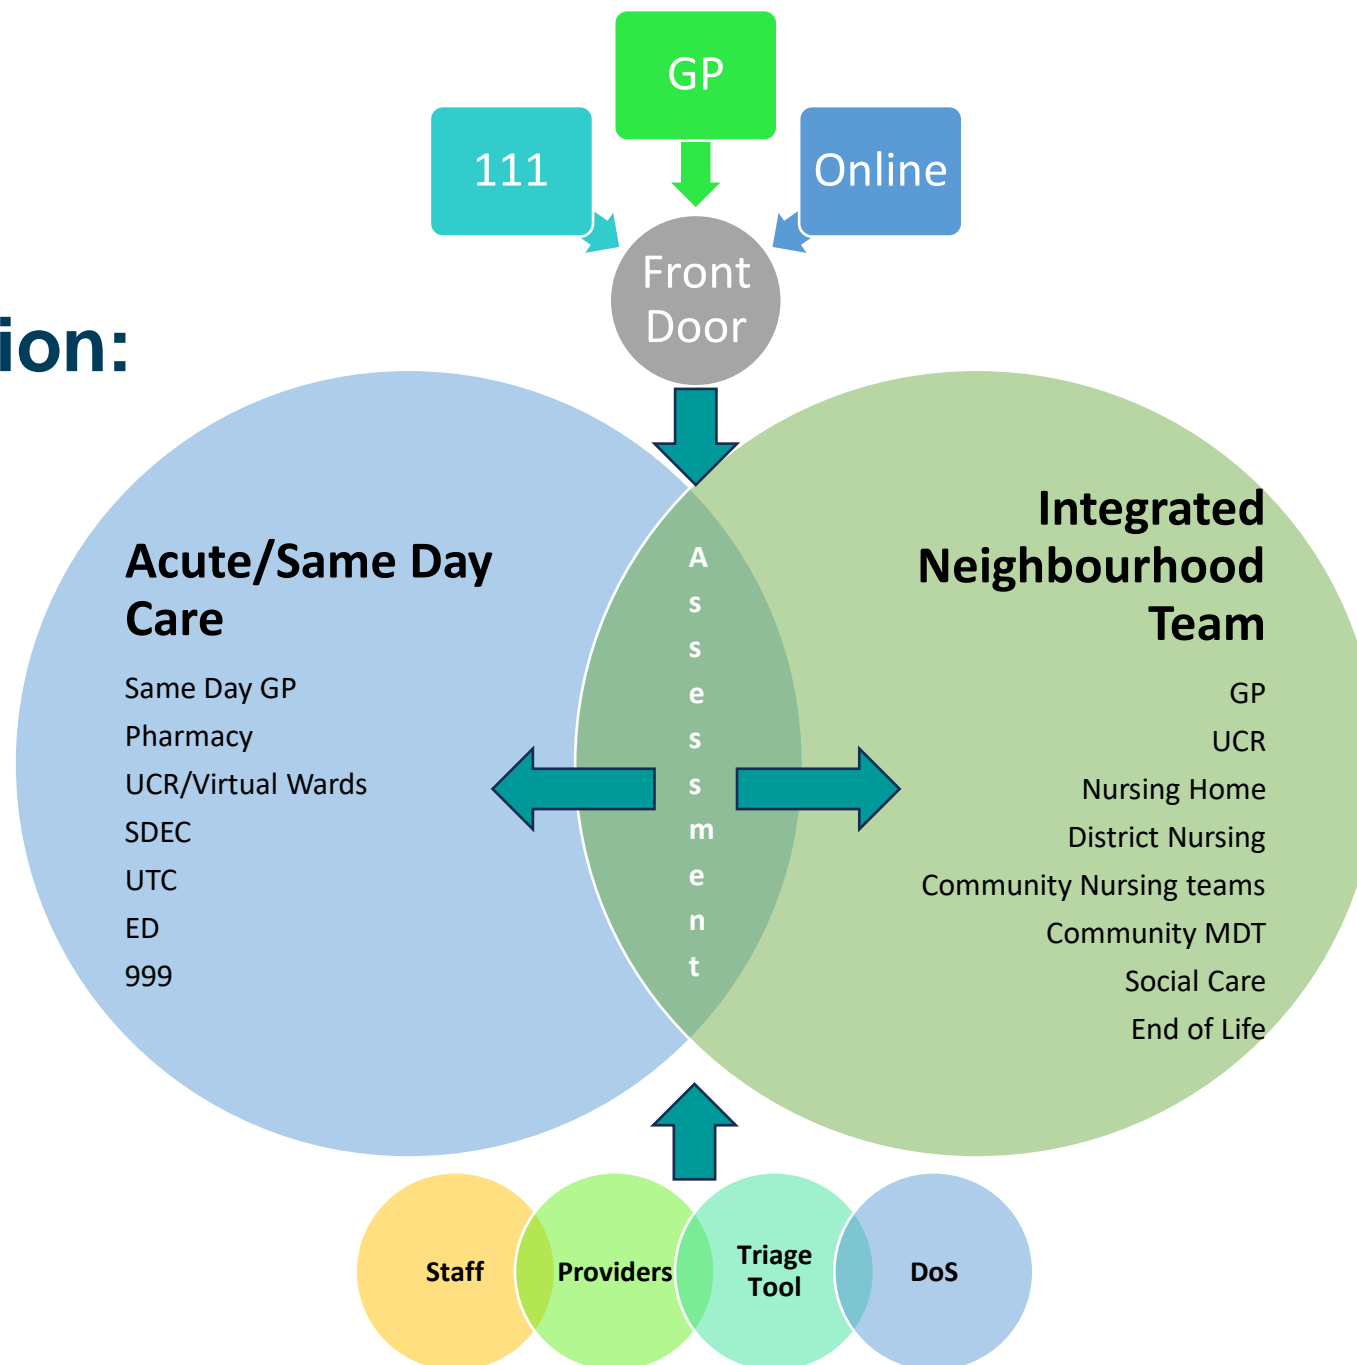 GP
111
Online
Front
Door
ion:
Acute/Same Day
Care
Same Day GP
Pharmacy
UCR/Virtual Wards
SDEC
UTC
ED
999
Assessment
Integrated
Neighbourhood
Team
GP
UCR
Nursing Home
District Nursing
Community Nursing teams
Community MDT
Social Care
End of Life
Staff
Providers
Triage
Tool
DoS